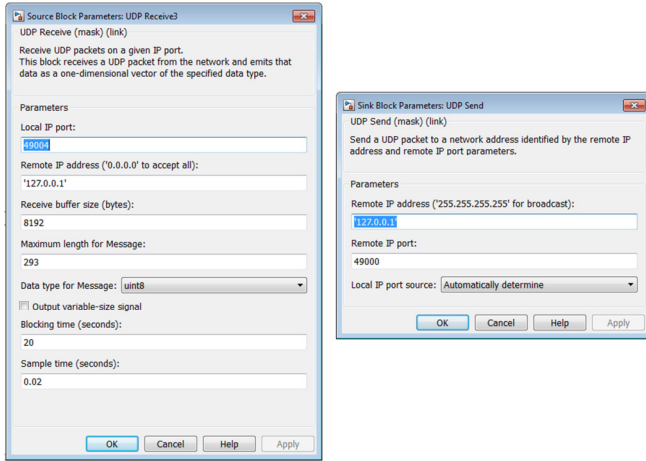 Source Block Parameters: UDP Receive3
UDP Receive (mask) (link)
Receive UDP packets on a given IP port.
This block receives a UDP packet from the network and emits that
data as a one-dimensional vector of the specified data type.
Parameters
Local IP port:
49004
Remote IP address ('0.0.0.0' to accept all):
'127.0.0.1'
Receive buffer size (bytes):
8192
Maximum length for Message:
293
Data type for Message: uint8
Output variable-size signal
Blocking time (seconds):
20
Sample time (seconds):
0.02
OK Cancel Help Apply
Sink Block Parameters: UDP Send
UDP Send (mask) (link)
Send a UDP packet to a network address identified by the remote IP
address and remote IP port parameters.
Parameters
Remote IP address ('255.255.255.255' for broadcast):
'127.0.0.1'
Remote IP port:
49000
Local IP port source: Automatically determine
OK Cancel Help Apply